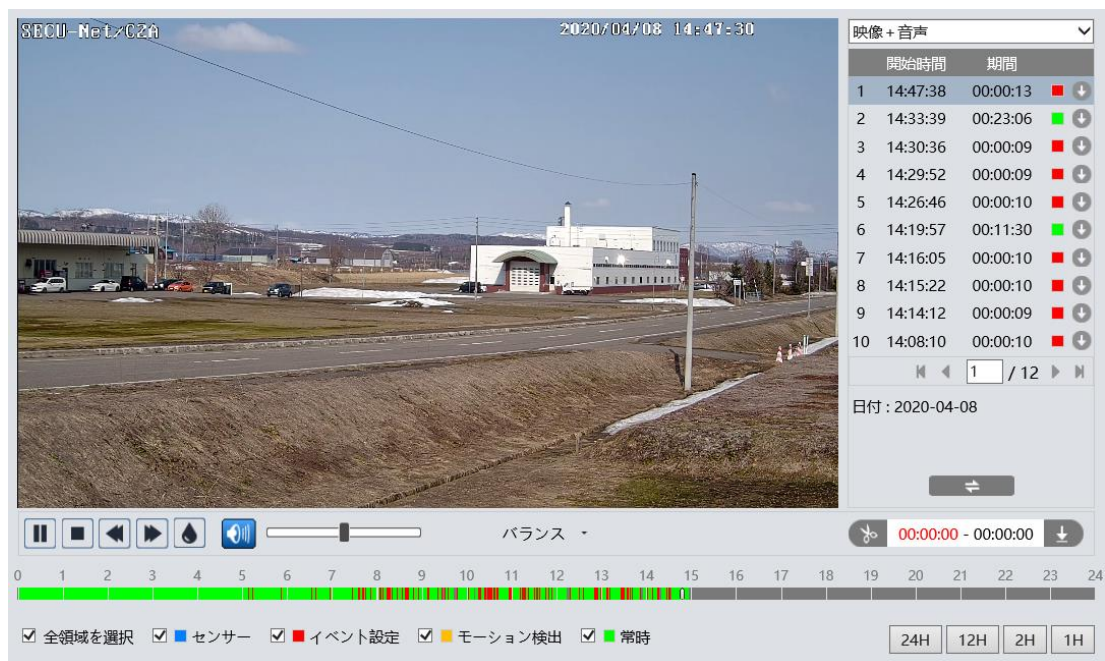 SECU-Net/CZA 2020/04/08 14:47:30
映像+音声
開始時間 期間
1 14:47:38 00:00:13
2 14:33:39 00:23:06
3 14:30:36 00:00:09
4 14:29:52 00:00:09
5 14:26:46 00:00:10
6 14:19:57 00:11:30
7 14:16:05 00:00:10
8 14:15:22 00:00:10
9 14:14:12 00:00:09
10 14:08:10 00:00:10
1 / 12
日付 : 2020-04-08
バランス
00:00:00 - 00:00:00
0 1 2 3 4 5 6 7 8 9 10 11 12 13 14 15 16 17 18 19 20 21 22 23 24
全領域を選択 センサー イベント設定 モーション検出 常時
24H 12H 2H 1H